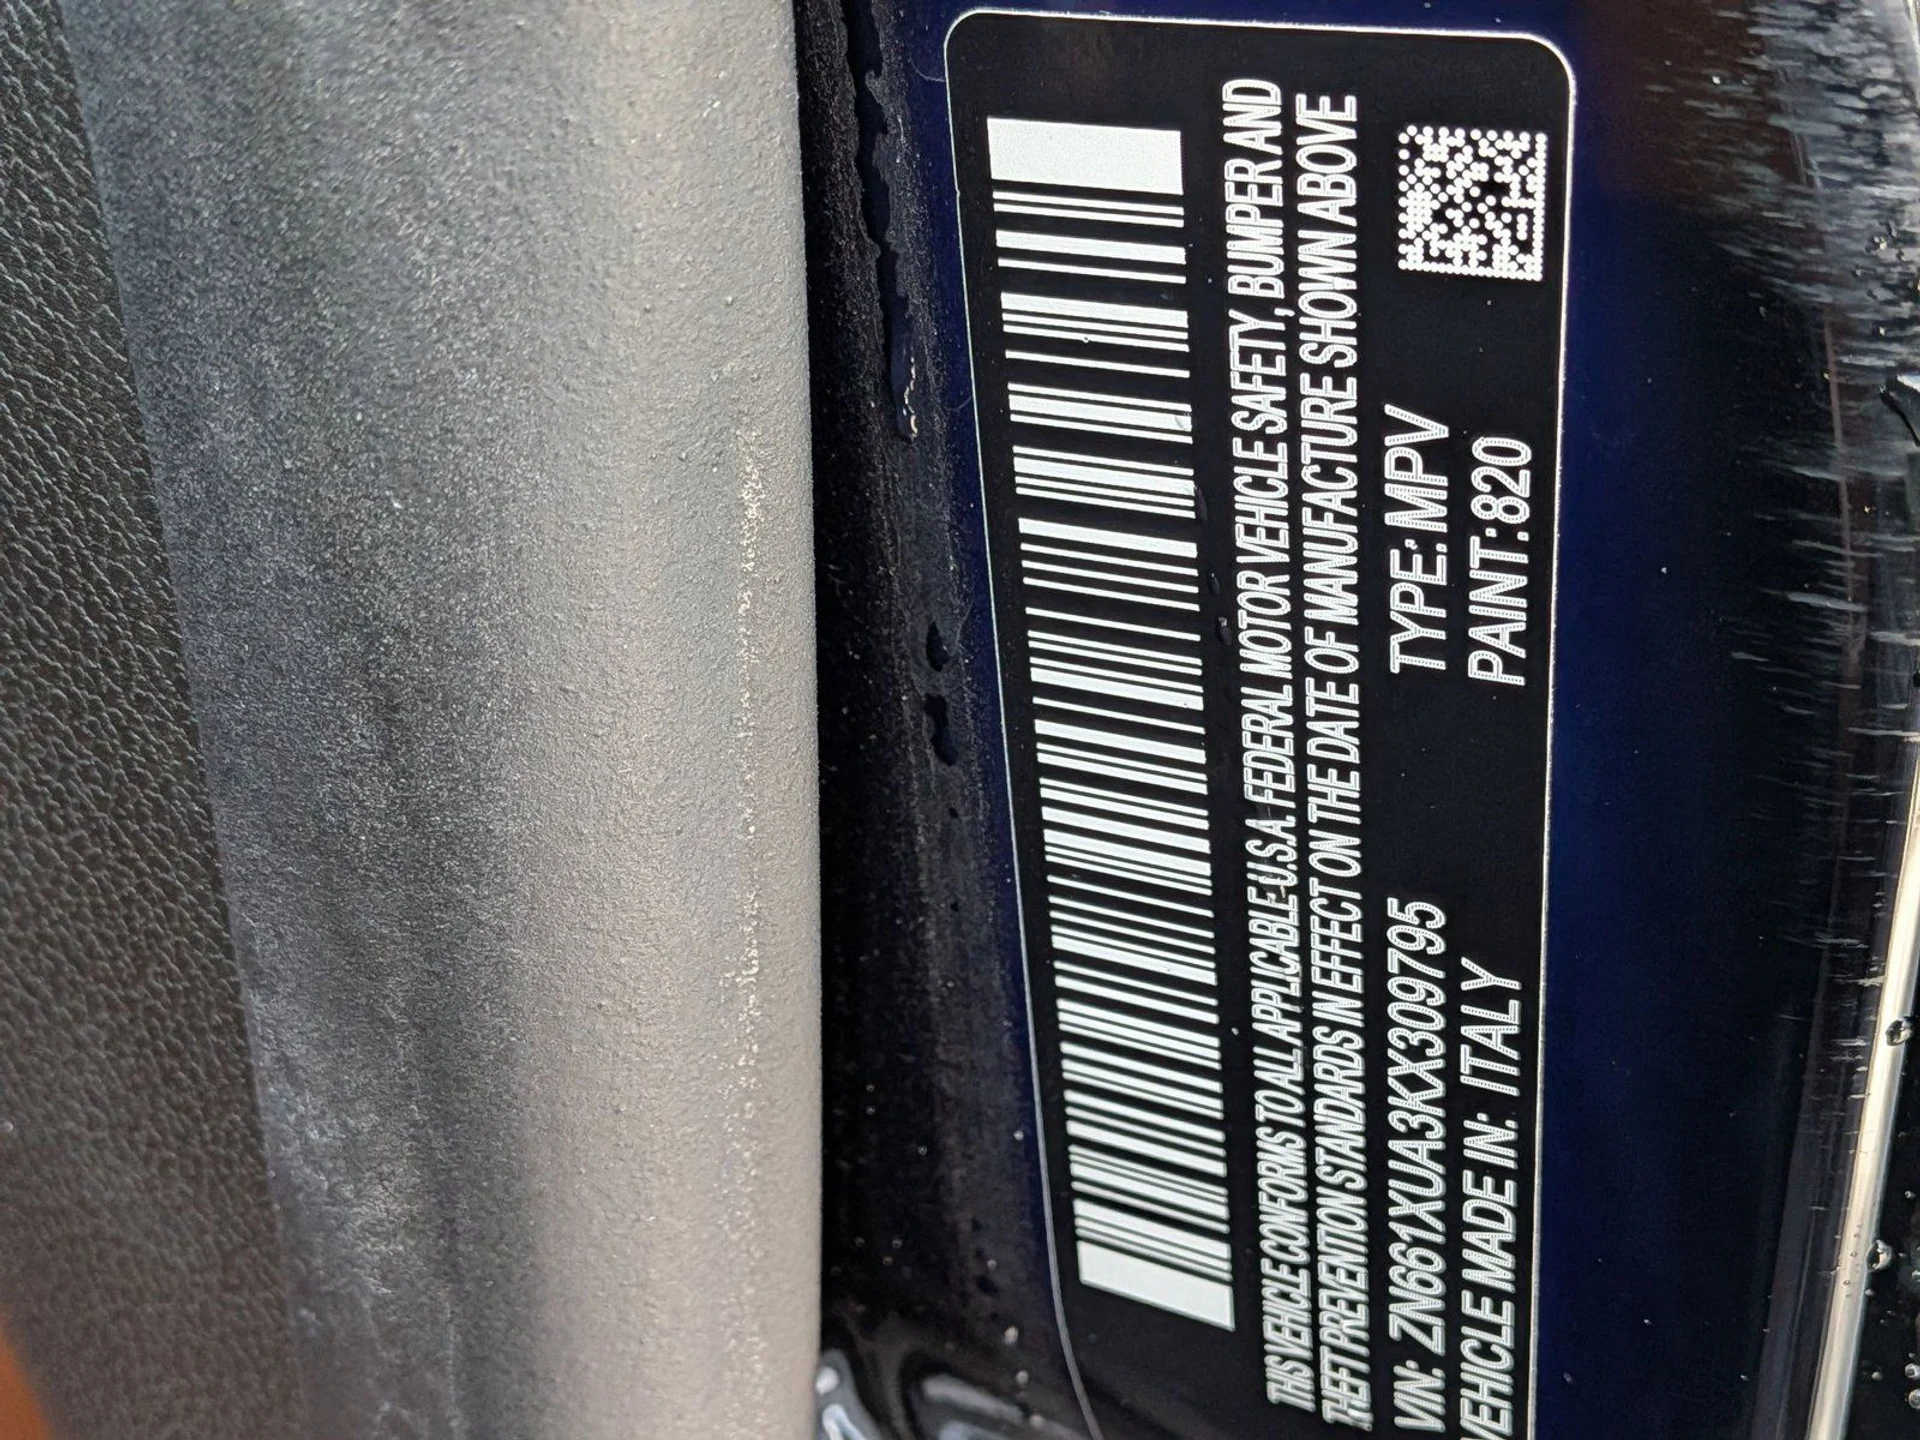 THIS VEHICLE CONFORMS TO ALL APPLICABLE U.S.A. FEDERAL MOTOR VEHICLE SAFETY, BUMPER AND
THEFT PREVENTION STANDARDS IN EFFECT ON THE DATE OF MANUFACTURE SHOWN ABOVE
VIN: ZN661XUA3KX309795 TYPE: MPV
VEHICLE MADE IN: ITALY PAINT:820